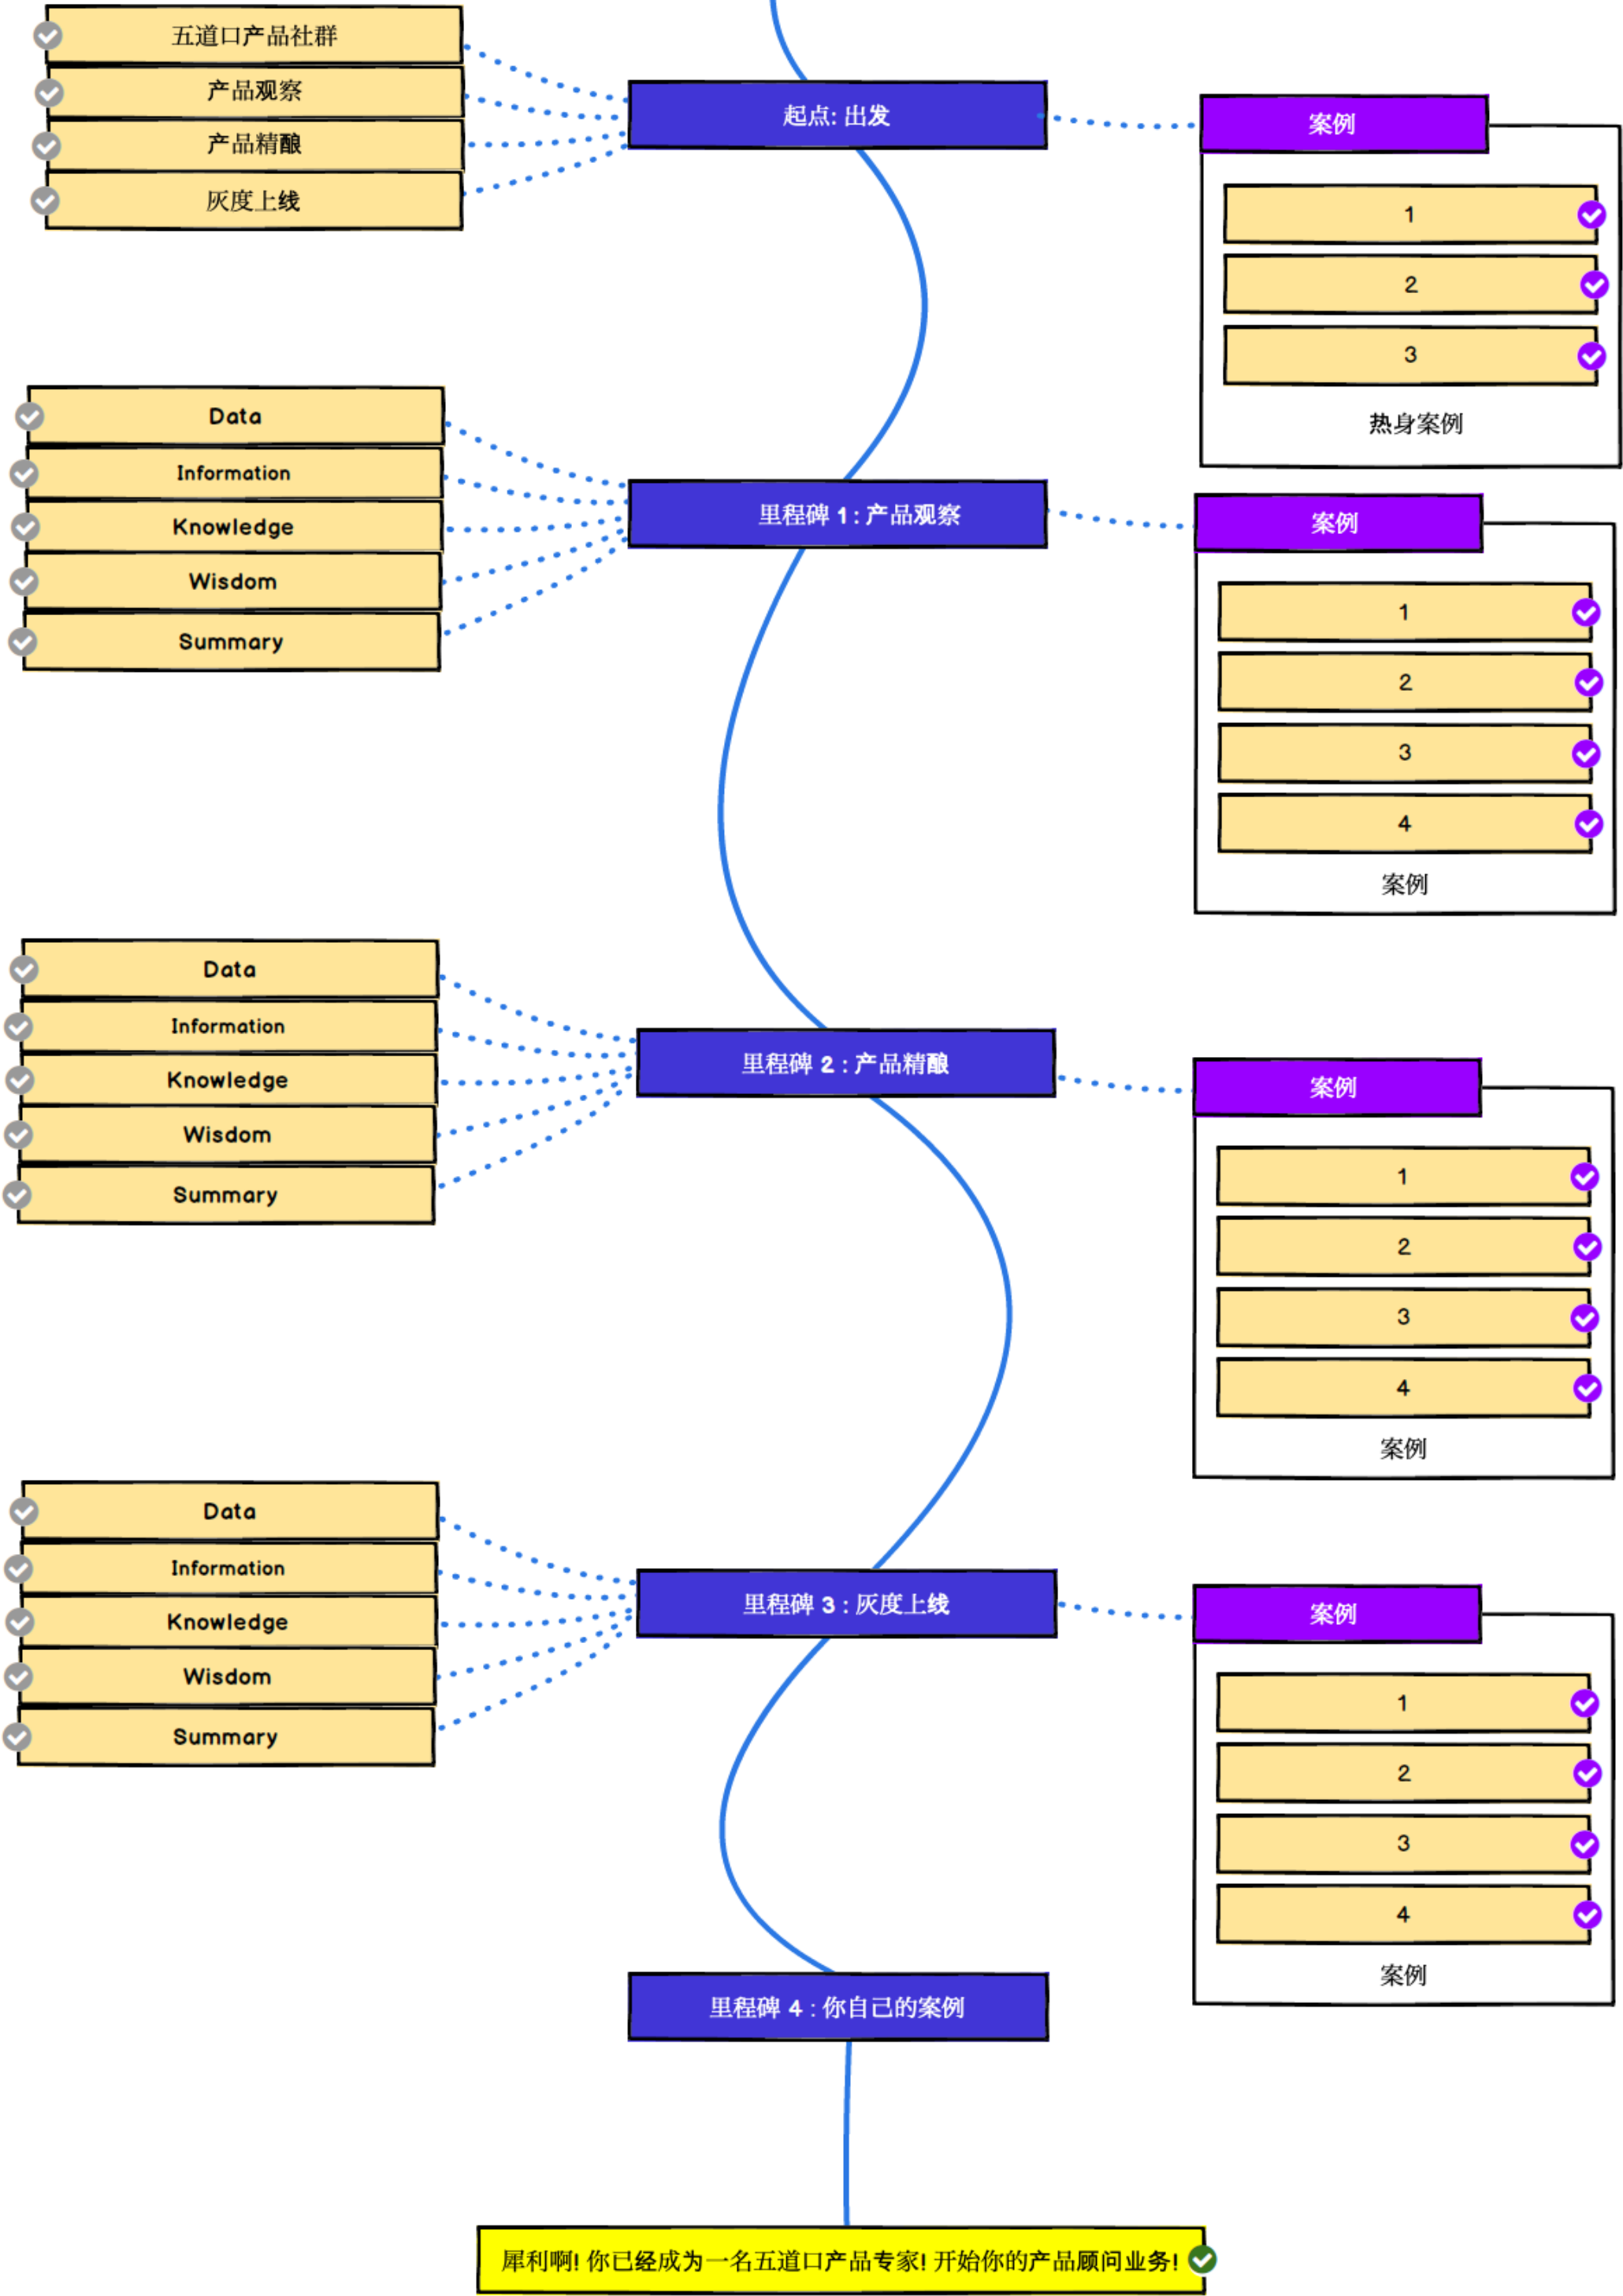 五道口产品社群
产品观察
产品精酿
灰度上线
起点: 出发
案例
1
2
3
热身案例
Data
Information
Knowledge
Wisdom
Summary
里程碑 1 : 产品观察
案例
1
2
3
4
案例
Data
Information
Knowledge
Wisdom
Summary
里程碑 2 : 产品精酿
案例
1
2
3
4
案例
Data
Information
Knowledge
Wisdom
Summary
里程碑 3 : 灰度上线
案例
1
2
3
4
案例
里程碑 4 : 你自己的案例
犀利啊! 你已经成为一名五道口产品专家! 开始你的产品顾问业务!